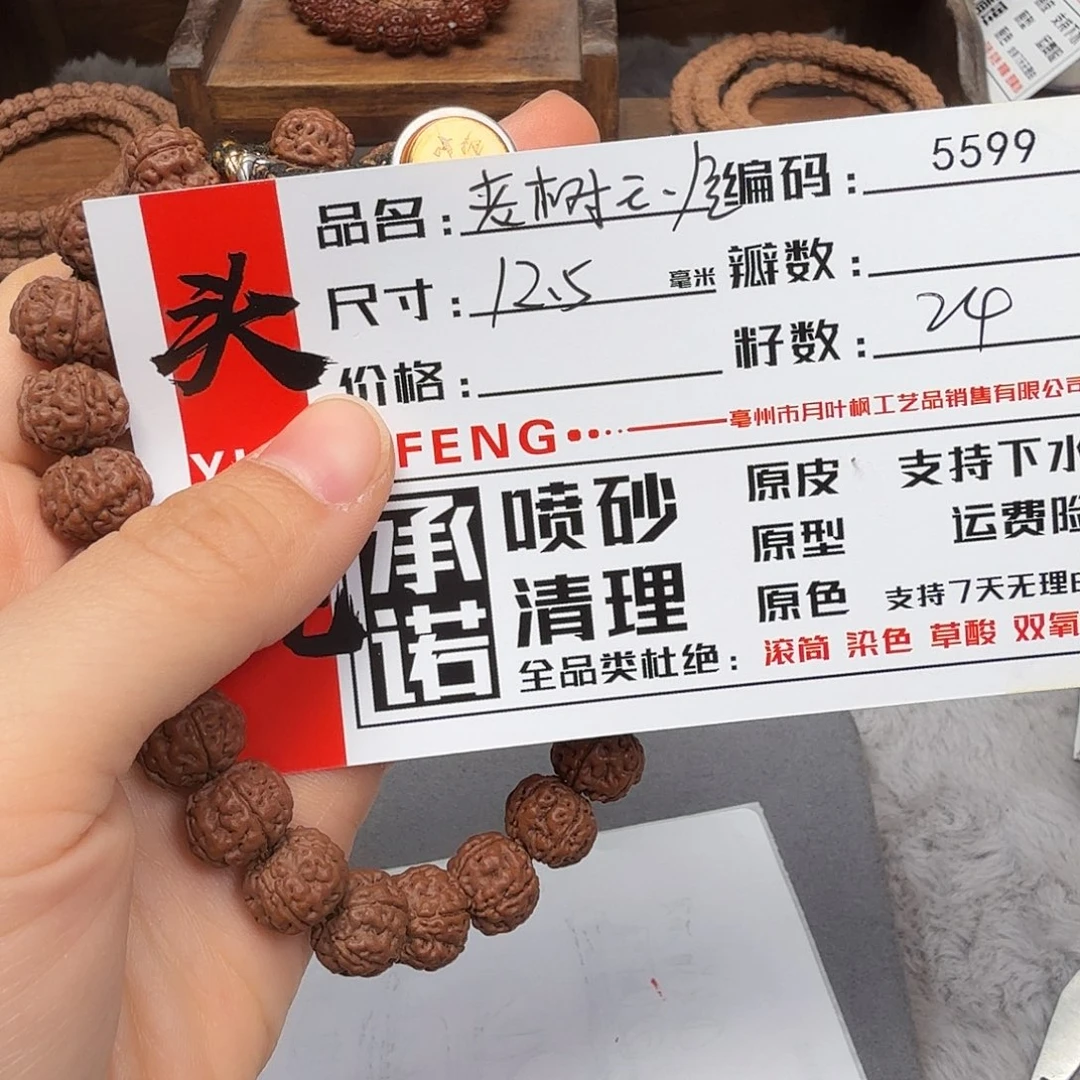 品名: 老树元宝 编码: 5599
尺寸: 12.5 毫米 瓣数:
价格: 籽数: 24
FENG
亳州市月叶枫工艺品销售有限公司
头
承诺
喷砂 清理
原皮 支持下水
原型 运费险
原色 支持7天无理由
全品类杜绝: 滚筒 染色 草酸 双氧